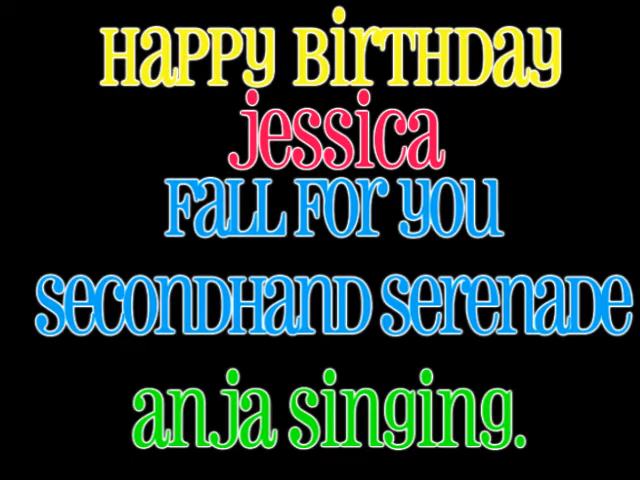 Happy Birthday
jessica
Fall For you
secondhand serenade
anja singing.